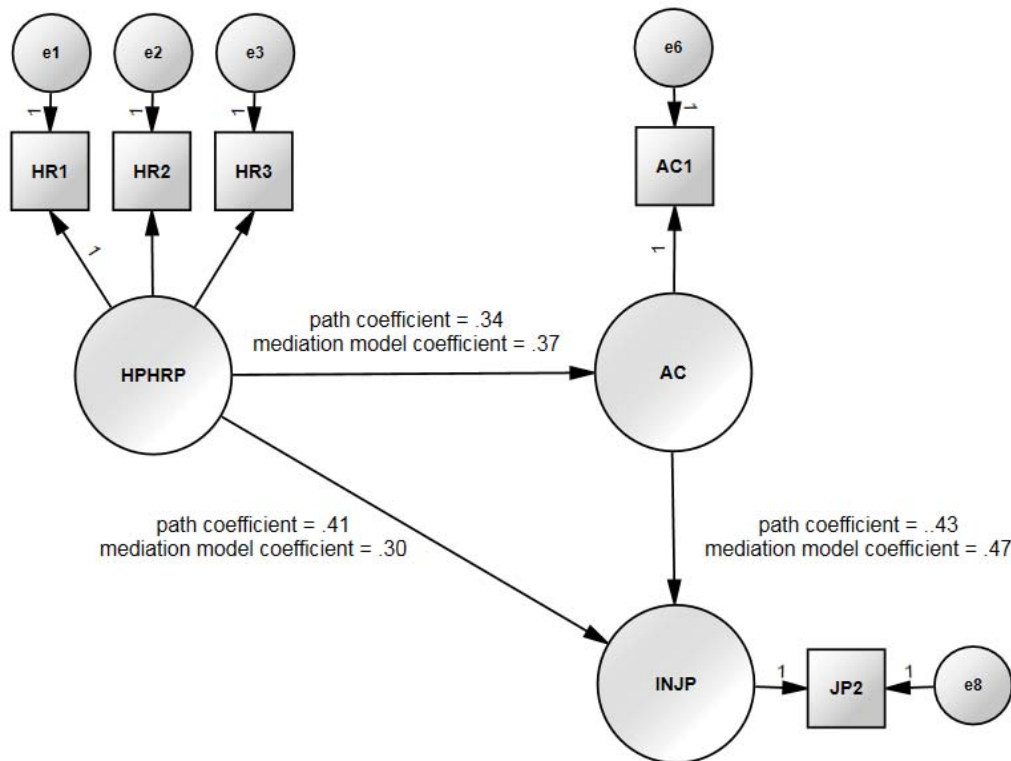 e1
e2
e3
e6
1
1
1
1
HR1
HR2
HR3
AC1
1
1
path coefficient = .34
mediation model coefficient = .37
HPHRP
AC
path coefficient = .41
mediation model coefficient = .30
path coefficient = ..43
mediation model coefficient = .47
INJP
1
JP2
1
e8